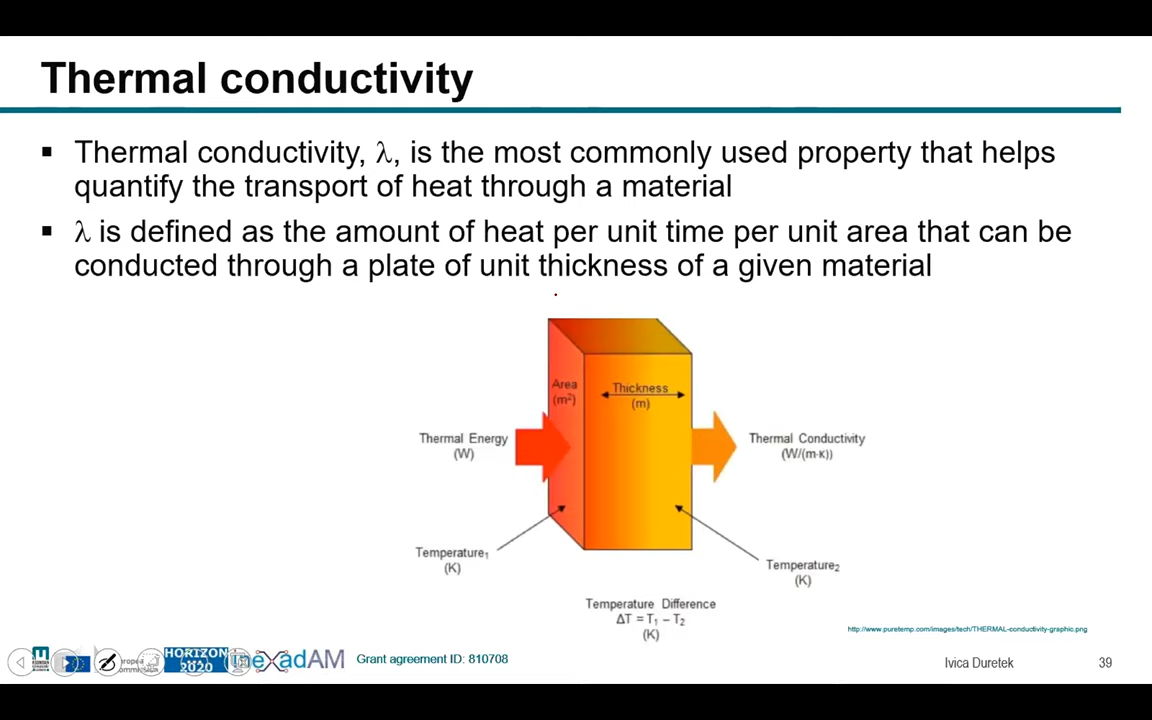 Thermal conductivity
▪ Thermal conductivity, λ, is the most commonly used property that helps
quantify the transport of heat through a material
▪ λ is defined as the amount of heat per unit time per unit area that can be
conducted through a plate of unit thickness of a given material
Area
(m²)
Thickness
(m)
Thermal Energy
(W)
Thermal Conductivity
(W/(m·K))
Temperature₁
(K)
Temperature₂
(K)
Temperature Difference
ΔT = T₁ – T₂
(K)
http://www.puretemp.com/images/tech/THERMAL-conductivity-graphic.png
HORIZON
2020
nexadAM
Grant agreement ID: 810708
Ivica Duretek
39